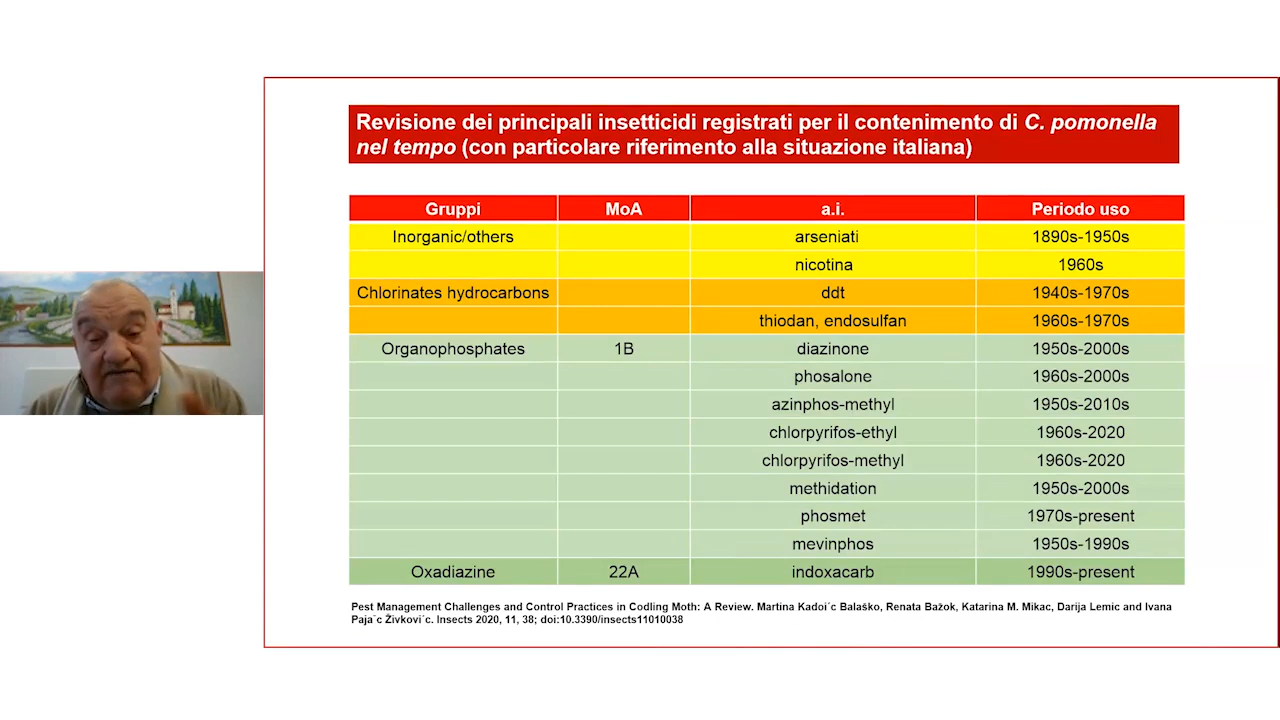 Revisione dei principali insetticidi registrati per il contenimento di C. pomonella
nel tempo (con particolare riferimento alla situazione italiana)
Gruppi MoA a.i. Periodo uso
Inorganic/others arseniati 1890s-1950s
nicotina 1960s
Chlorinates hydrocarbons ddt 1940s-1970s
thiodan, endosulfan 1960s-1970s
Organophosphates 1B diazinone 1950s-2000s
phosalone 1960s-2000s
azinphos-methyl 1950s-2010s
chlorpyrifos-ethyl 1960s-2020
chlorpyrifos-methyl 1960s-2020
methidation 1950s-2000s
phosmet 1970s-present
mevinphos 1950s-1990s
Oxadiazine 22A indoxacarb 1990s-present
Pest Management Challenges and Control Practices in Codling Moth: A Review. Martina Kadoi´c Balaško, Renata Bažok, Katarina M. Mikac, Darija Lemic and Ivana
Paja¨c Živkovi´c. Insects 2020, 11, 38; doi:10.3390/insects11010038